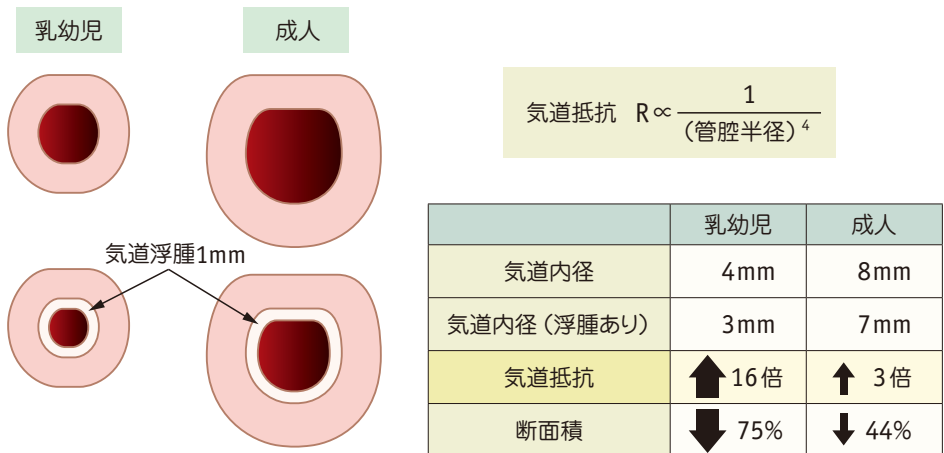 乳幼児
成人
気道抵抗 R∝ 1
(管腔半径)4
気道浮腫1mm
乳幼児 成人
気道内径 4mm 8mm
気道内径(浮腫あり) 3mm 7mm
気道抵抗 16倍 3倍
断面積 75% 44%